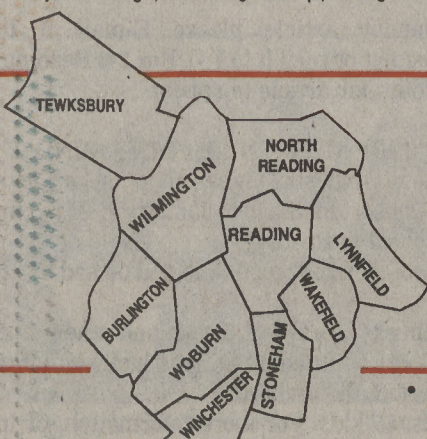 TEWKSBURY
NORTH
READING
WILMINGTON
READING
LYNNFIELD
BURLINGTON
WAKEFIELD
WOBURN
STONEHAM
WINCHESTER